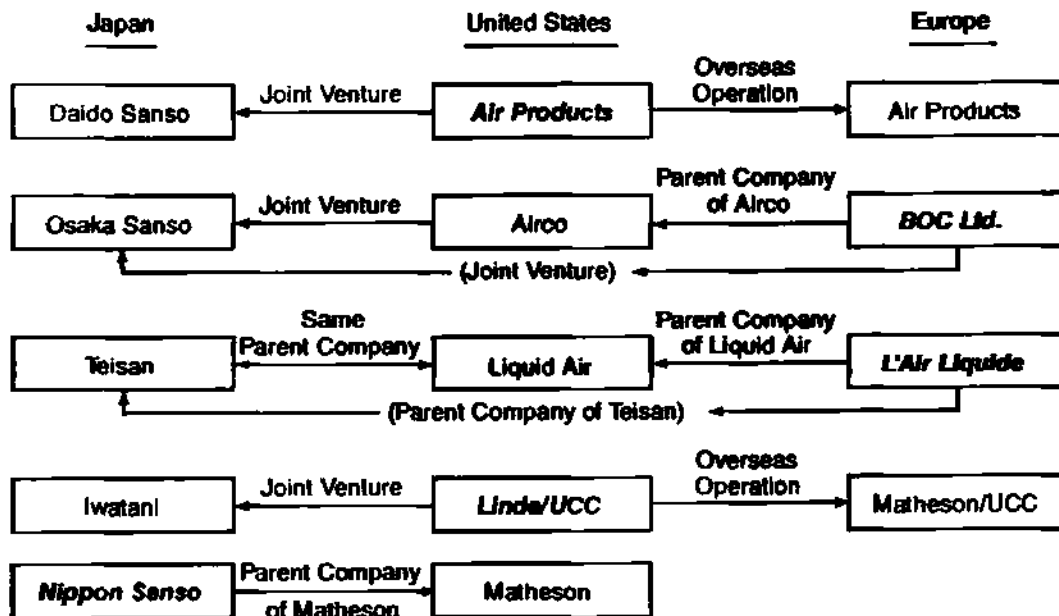 Japan United States Europe
Overseas
Operation
Daido Sanso Joint Venture Air Products Air Products
Parent Company
of Airco
Osaka Sanso Joint Venture Airco BOC Ltd.
(Joint Venture)
Same
Parent Company
Parent Company
of Liquid Air
Teisan Liquid Air L'Air Liquide
(Parent Company of Teisan)
Overseas
Operation
Iwatani Joint Venture Linde/UCC Matheson/UCC
Nippon Sanso Parent Company
of Matheson
Matheson